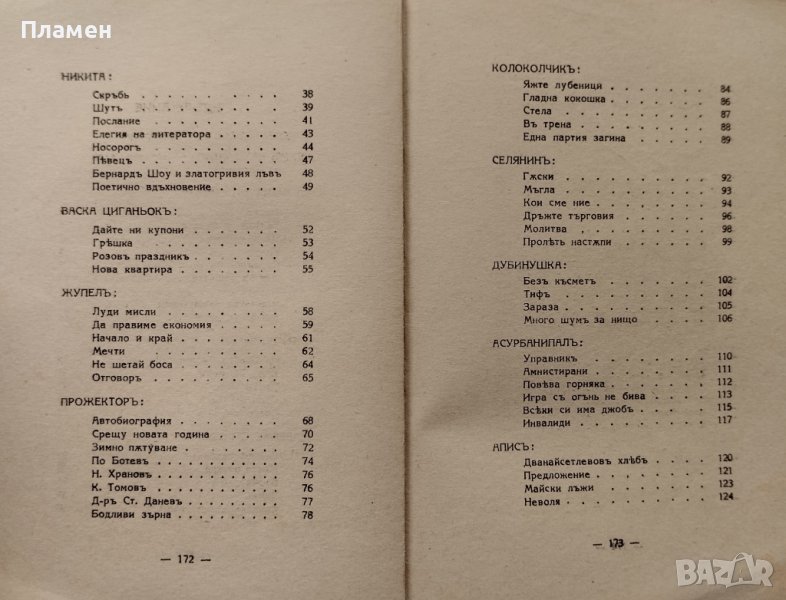 Пламен
НИКИТА:
Скръбь . . . . . . . . . . 38
Шутъ . . . . . . . . . . 39
Послание . . . . . . . . . 41
Елегия на литератора . . . . . 43
Носорогъ . . . . . . . . . 44
Пѣвецъ . . . . . . . . . . 47
Бернардъ Шоу и златогривия лъвъ 48
Поетично вдъхновение . . . . . 49
ВАСКА ЦИГАНЬОКЪ:
Дайте ни купони . . . . . . . 52
Грѣшка . . . . . . . . . . 53
Розовъ праздникъ . . . . . . 54
Нова квартира . . . . . . . 55
ЖУПЕЛЪ:
Луди мисли . . . . . . . . 58
Да правиме економия . . . . . 59
Начало и край . . . . . . . 61
Мечти . . . . . . . . . . 62
Не шетай боса . . . . . . . 64
Отговоръ . . . . . . . . . 65
ПРОЖЕКТОРЪ:
Автобиография . . . . . . . 68
Срещу новата година . . . . . 70
Зимно пѫтуване . . . . . . . 72
По Ботевъ . . . . . . . . . 74
Н. Храновъ . . . . . . . . 76
К. Томовъ . . . . . . . . . 76
Д-ръ Ст. Даневъ . . . . . . . 77
Бодливи зърна . . . . . . . 78
— 172 —
КОЛОКОЛЧИКЪ:
Яжте лубеници . . . . . . . 84
Гладна кокошка . . . . . . . 86
Стела . . . . . . . . . . 87
Въ трена . . . . . . . . . 88
Една партия загина . . . . . . 89
СЕЛЯНИНЪ:
Гѫски . . . . . . . . . . 92
Мъгла . . . . . . . . . . 93
Кои сме ние . . . . . . . . 94
Дръжте търговия . . . . . . . 96
Молитва . . . . . . . . . 98
Пролѣть настѫпи . . . . . . . 99
ДУБИНУШКА:
Безъ късметъ . . . . . . . . 102
Тифъ . . . . . . . . . . 104
Зараза . . . . . . . . . . 105
Много шумъ за нищо . . . . . 106
АСУРБАНИПАЛЪ:
Управникъ . . . . . . . . . 110
Амнистирани . . . . . . . . 111
Повѣва горняка . . . . . . . 112
Игра съ огънь не бива . . . . . 113
Всѣки си има джобъ . . . . . . 115
Инвалиди . . . . . . . . . 117
АПИСЪ:
Дванайсетлевовъ хлѣбъ . . . . . 120
Предложение . . . . . . . . 121
Майски лъжи . . . . . . . . 123
Неволя . . . . . . . . . . 124
— 173 —
BAZAR